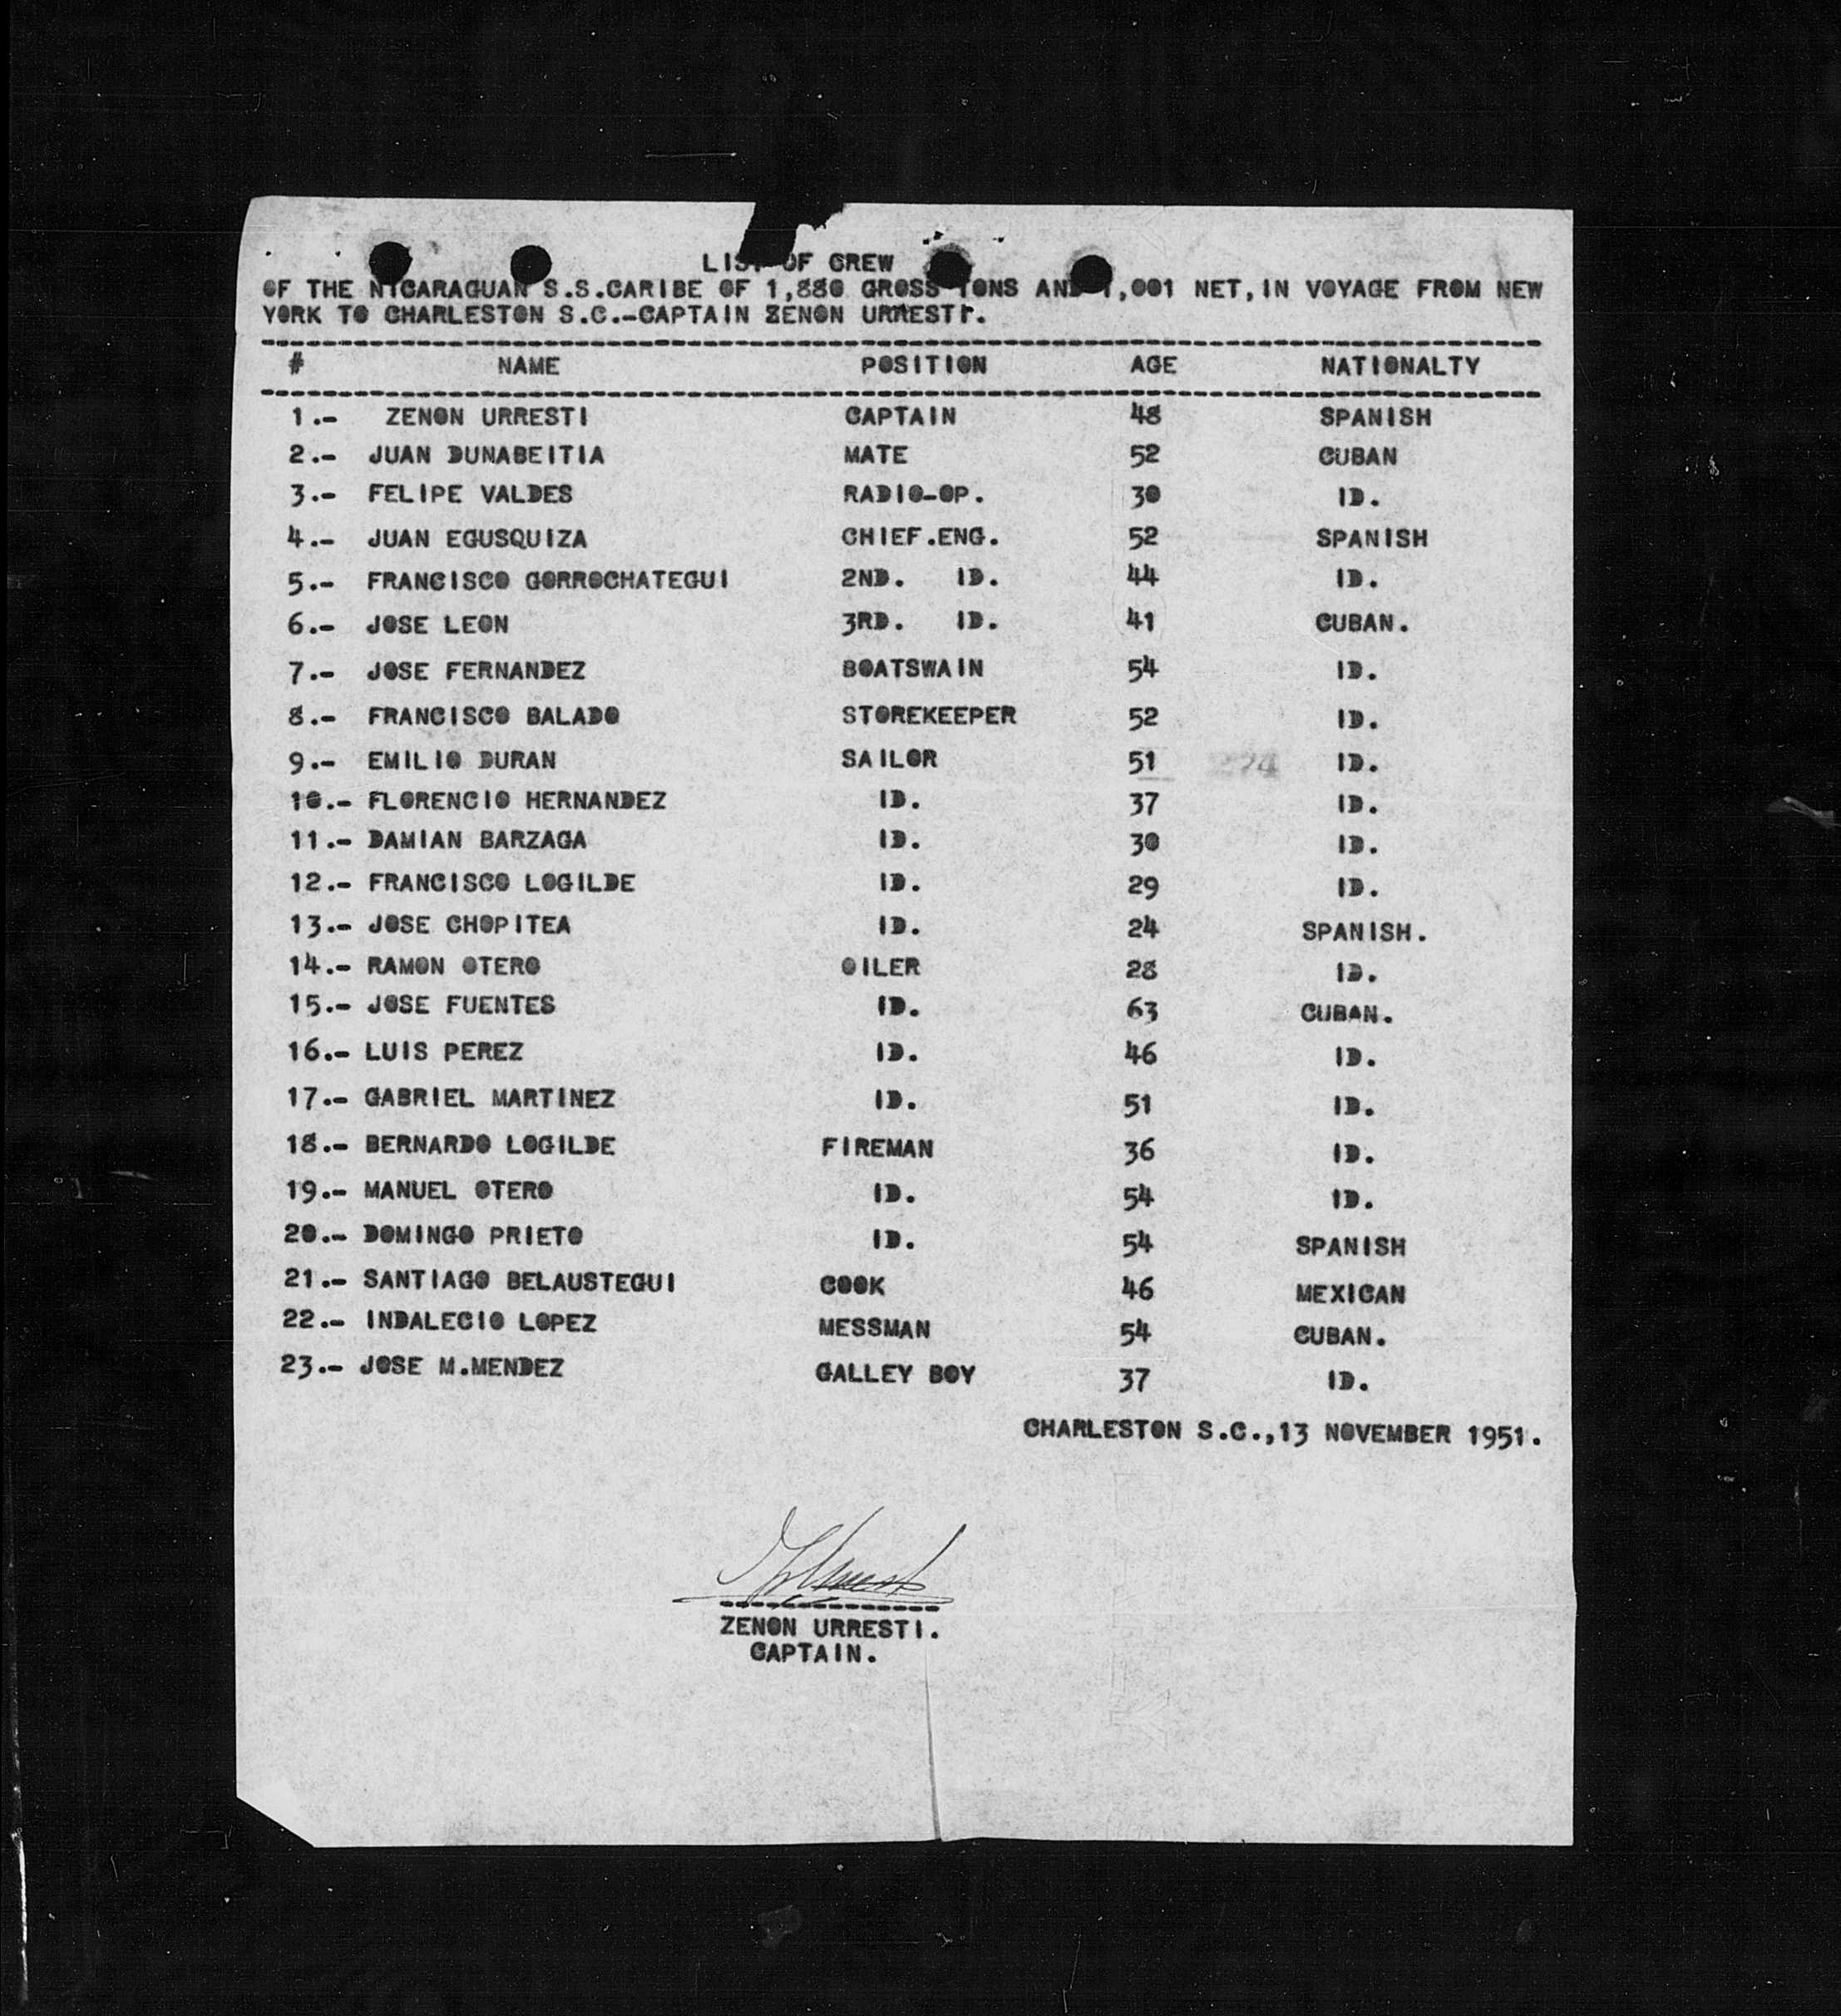 LIST OF CREW
OF THE NICARAGUAN S.S.CARIBE OF 1,880 GROSS TONS AND 1,001 NET,IN VOYAGE FROM NEW
YORK TO CHARLESTON S.C.-CAPTAIN ZENON URRESTI.
# NAME POSITION AGE NATIONALTY
1.- ZENON URRESTI CAPTAIN 48 SPANISH
2.- JUAN DUNABEITIA MATE 52 CUBAN
3.- FELIPE VALDES RADIO-OP. 30 ID.
4.- JUAN EGUSQUIZA CHIEF.ENG. 52 SPANISH
5.- FRANCISCO GORROCHATEGUI 2ND. ID. 44 ID.
6.- JOSE LEON 3RD. ID. 41 CUBAN.
7.- JOSE FERNANDEZ BOATSWAIN 54 ID.
8.- FRANCISCO BALADO STOREKEEPER 52 ID.
9.- EMILIO DURAN SAILOR 51 ID.
10.- FLORENCIO HERNANDEZ ID. 37 ID.
11.- DAMIAN BARZAGA ID. 30 ID.
12.- FRANCISCO LOGILDE ID. 29 ID.
13.- JOSE CHOPITEA ID. 24 SPANISH.
14.- RAMON OTERO OILER 28 ID.
15.- JOSE FUENTES ID. 63 CUBAN.
16.- LUIS PEREZ ID. 46 ID.
17.- GABRIEL MARTINEZ ID. 51 ID.
18.- BERNARDO LOGILDE FIREMAN 36 ID.
19.- MANUEL OTERO ID. 54 ID.
20.- DOMINGO PRIETO ID. 54 SPANISH
21.- SANTIAGO BELAUSTEGUI COOK 46 MEXICAN
22.- INDALECIO LOPEZ MESSMAN 54 CUBAN.
23.- JOSE M.MENDEZ GALLEY BOY 37 ID.
CHARLESTON S.C.,13 NOVEMBER 1951.
ZENON URRESTI.
CAPTAIN.